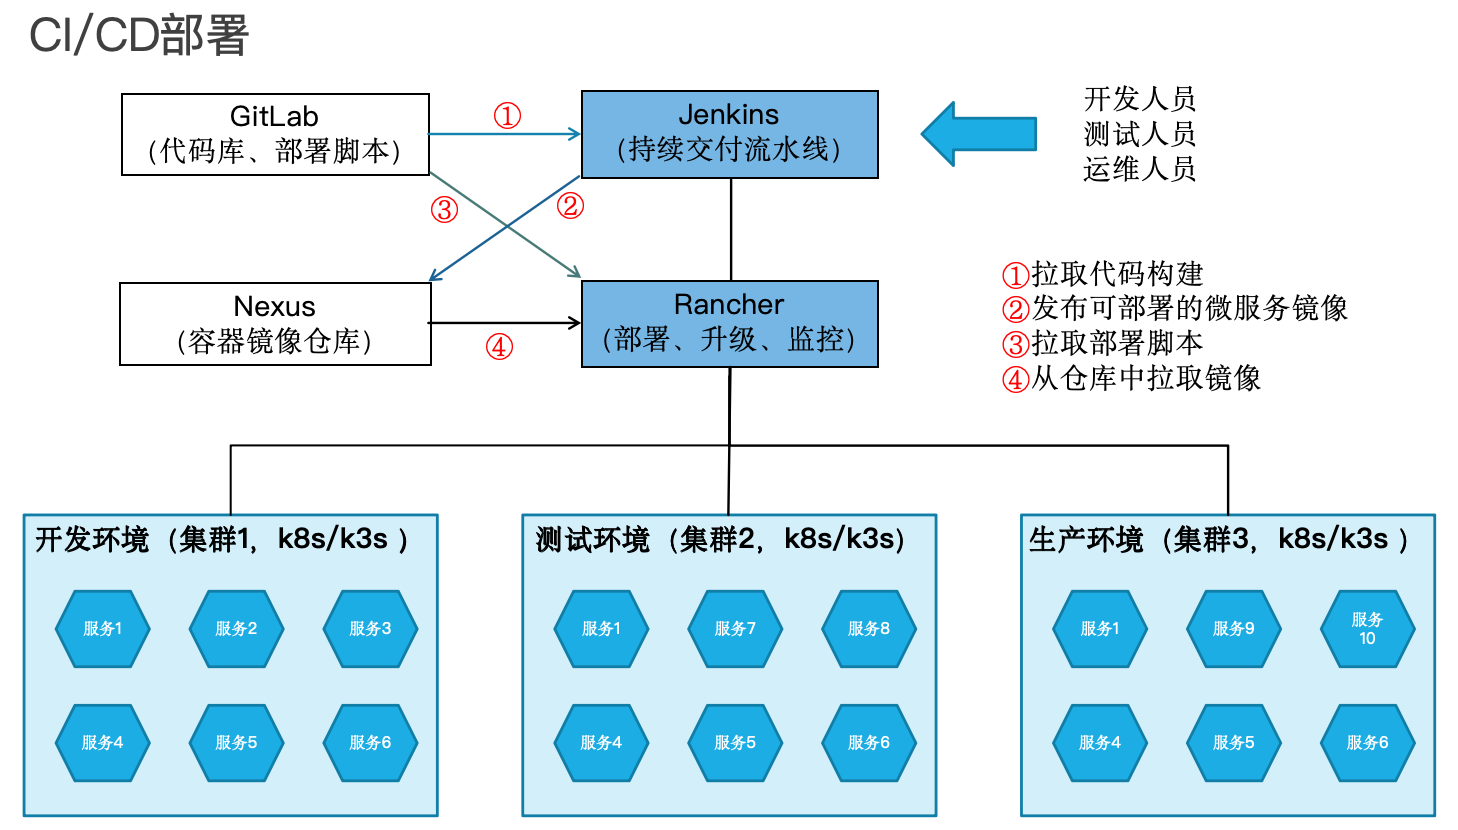 CI/CD部署
GitLab
（代码库、部署脚本）
①
Jenkins
（持续交付流水线）
开发人员
测试人员
运维人员
③
②
Nexus
（容器镜像仓库）
④
Rancher
（部署、升级、监控）
①拉取代码构建
②发布可部署的微服务镜像
③拉取部署脚本
④从仓库中拉取镜像
开发环境（集群1，k8s/k3s ）
服务1
服务2
服务3
服务4
服务5
服务6
测试环境（集群2，k8s/k3s）
服务1
服务7
服务8
服务4
服务5
服务6
生产环境（集群3，k8s/k3s ）
服务1
服务9
服务
10
服务4
服务5
服务6